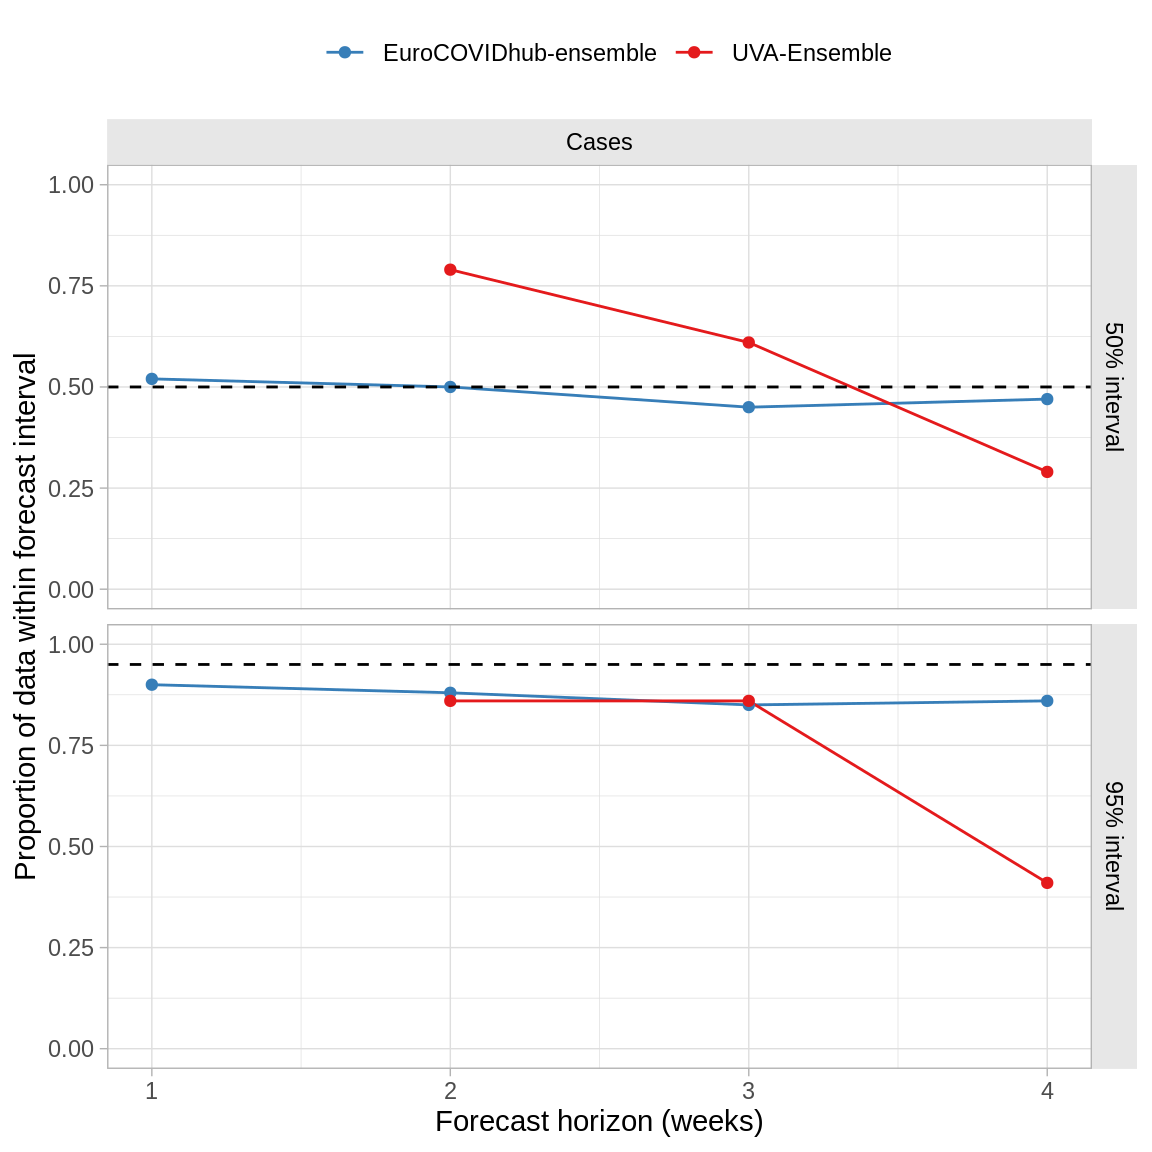 EuroCOVIDhub-ensemble UVA-Ensemble
Cases
Proportion of data within forecast interval
1.00
0.75
0.50
0.25
0.00
50% interval
1.00
0.75
0.50
0.25
0.00
95% interval
1 2 3 4
Forecast horizon (weeks)